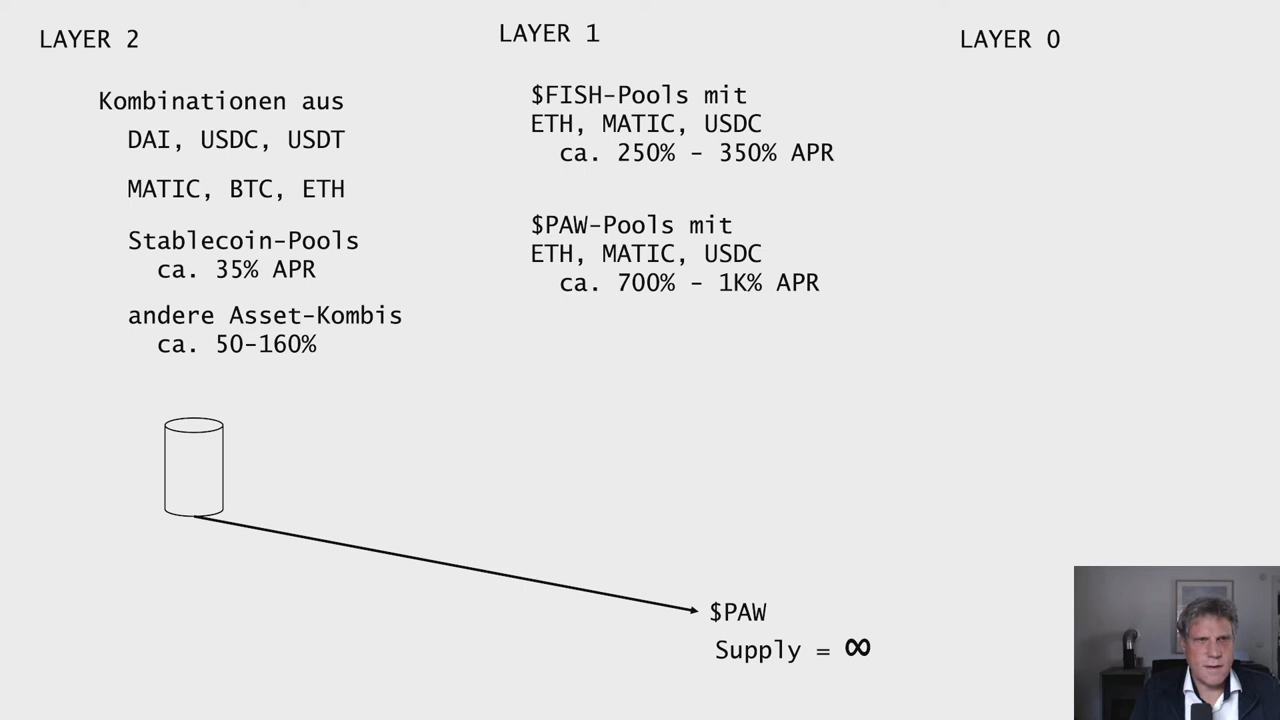 LAYER 2
Kombinationen aus
DAI, USDC, USDT
MATIC, BTC, ETH
Stablecoin-Pools
ca. 35% APR
andere Asset-Kombis
ca. 50-160%
LAYER 1
$FISH-Pools mit
ETH, MATIC, USDC
ca. 250% - 350% APR
$PAW-Pools mit
ETH, MATIC, USDC
ca. 700% - 1K% APR
LAYER 0
$PAW
Supply = ∞